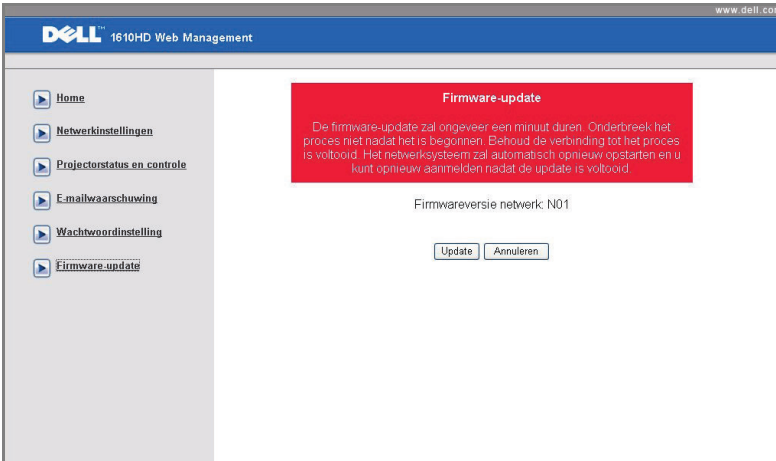 www.dell.co
DELL™ 1610HD Web Management
Home
Netwerkinstellingen
Projectorstatus en controle
E-mailwaarschuwing
Wachtwoordinstelling
Firmware-update
Firmware-update
De firmware-update zal ongeveer een minuut duren. Onderbreek het
proces niet nadat het is begonnen. Behoud de verbinding tot het proces
is voltooid. Het netwerksysteem zal automatisch opnieuw opstarten en u
kunt opnieuw aanmelden nadat de update is voltooid.
Firmwareversie netwerk: N01
Update Annuleren